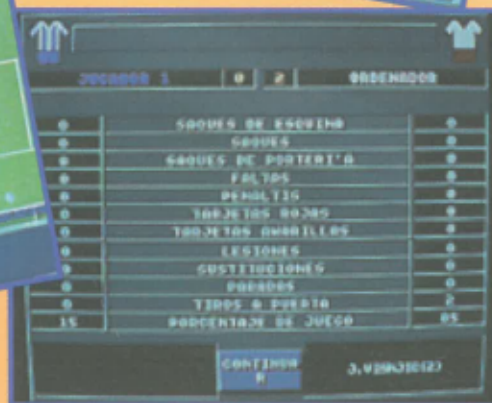 JUGADOR 1 0 2 ORDENADOR
0 SAQUES DE ESQUINA 0
0 SAQUES 0
0 SAQUES DE PORTERI'A 0
0 FALTAS 0
0 PENALTIS 0
0 TARJETAS ROJAS 0
0 TARJETAS AMARILLAS 0
0 LESIONES 0
0 SUSTITUCIONES 0
0 PARADAS 0
0 TIROS A PUERTA 2
15 PORCENTAJE DE JUEGO 85
CONTINUA
R